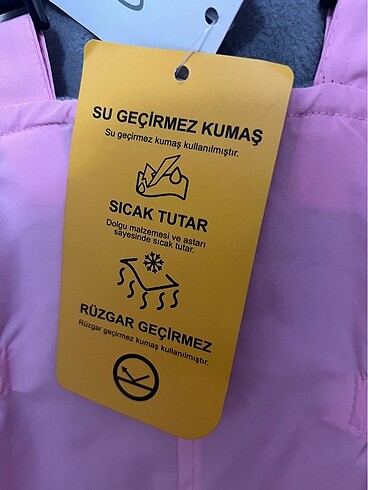 SU GEÇİRMEZ KUMAŞ
Su geçirmez kumaş kullanılmıştır.
SICAK TUTAR
Dolgu malzemesi ve astarı
sayesinde sıcak tutar.
RÜZGAR GEÇİRMEZ
Rüzgar geçirmez kumaş kullanılmıştır.